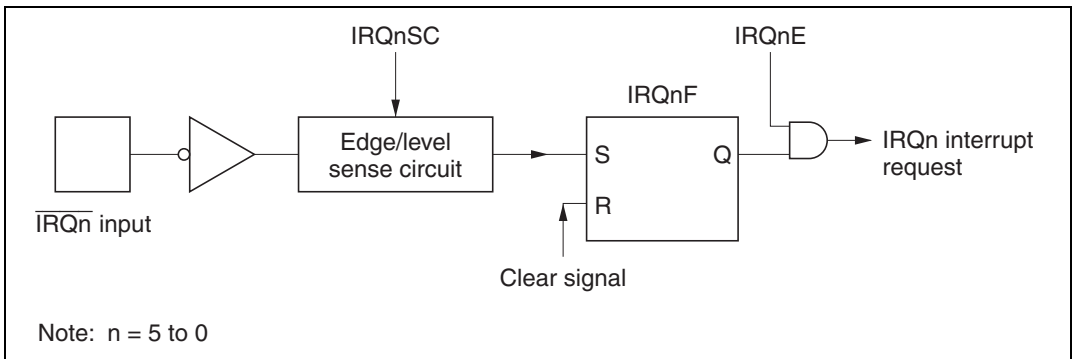 IRQnSC
IRQnE
IRQnF
Edge/level
sense circuit
S
Q
R
IRQn interrupt
request
IRQn input
Clear signal
Note: n = 5 to 0